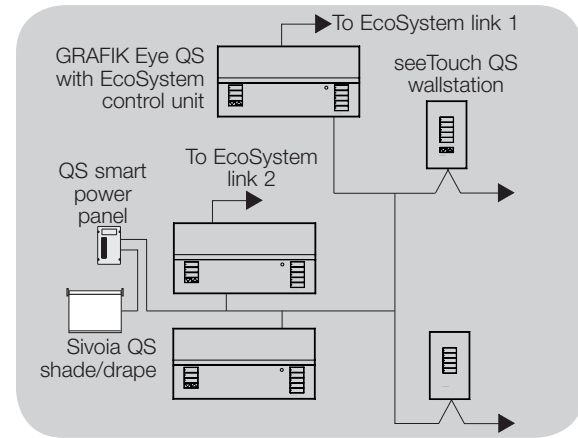 To EcoSystem link 1
GRAFIK Eye QS
with EcoSystem
control unit
seeTouch QS
wallstation
To EcoSystem
link 2
QS smart
power
panel
Sivoia QS
shade/drape